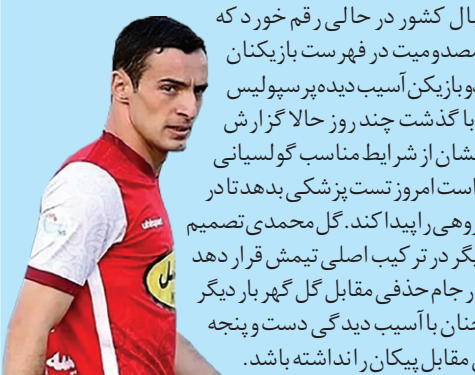 بال کشور در حالی رقم خورد که
مصدومیت در فهرست بازیکنان
دو بازیکن آسیب دیده پرسپولیس
با گذشت چند روز حالا گزارش
نشان از شرایط مناسب گولسیانی
است امروز تست پزشکی بدهد تا در
روهی را پیدا کند. گل محمدی تصمیم
یگر در ترکیب اصلی تیمش قرار دهد
ر جام حذفی مقابل گل گهر بار دیگر
چنان با آسیب دیدگی دست و پنجه
مقابل پیکان را نداشته باشد.
uhlsport